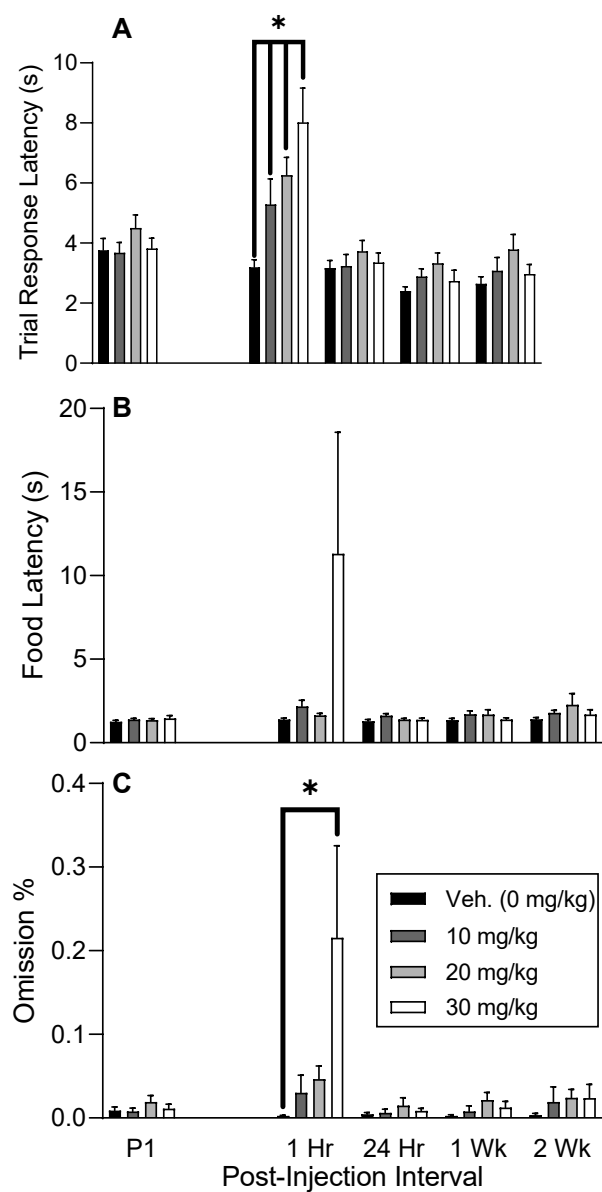 A
*
Trial Response Latency (s)
10
8
6
4
2
0
B
Food Latency (s)
20
15
10
5
0
C
*
Omission %
0.4
0.3
0.2
0.1
0.0
Veh. (0 mg/kg)
10 mg/kg
20 mg/kg
30 mg/kg
P1 1 Hr 24 Hr 1 Wk 2 Wk
Post-Injection Interval